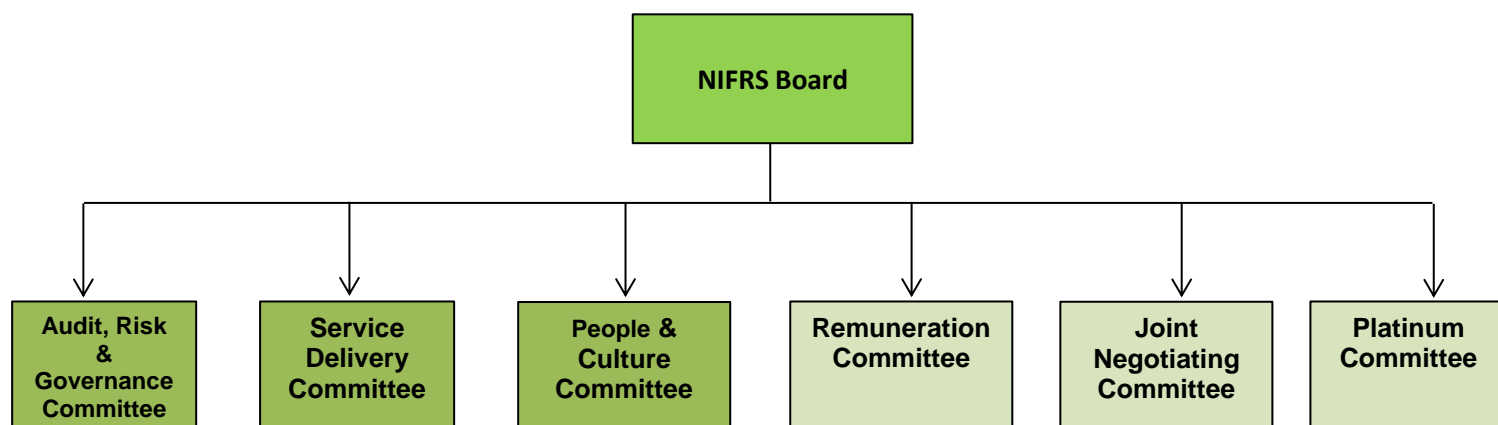 NIFRS Board
Audit, Risk
&
Governance
Committee
Service
Delivery
Committee
People &
Culture
Committee
Remuneration
Committee
Joint
Negotiating
Committee
Platinum
Committee